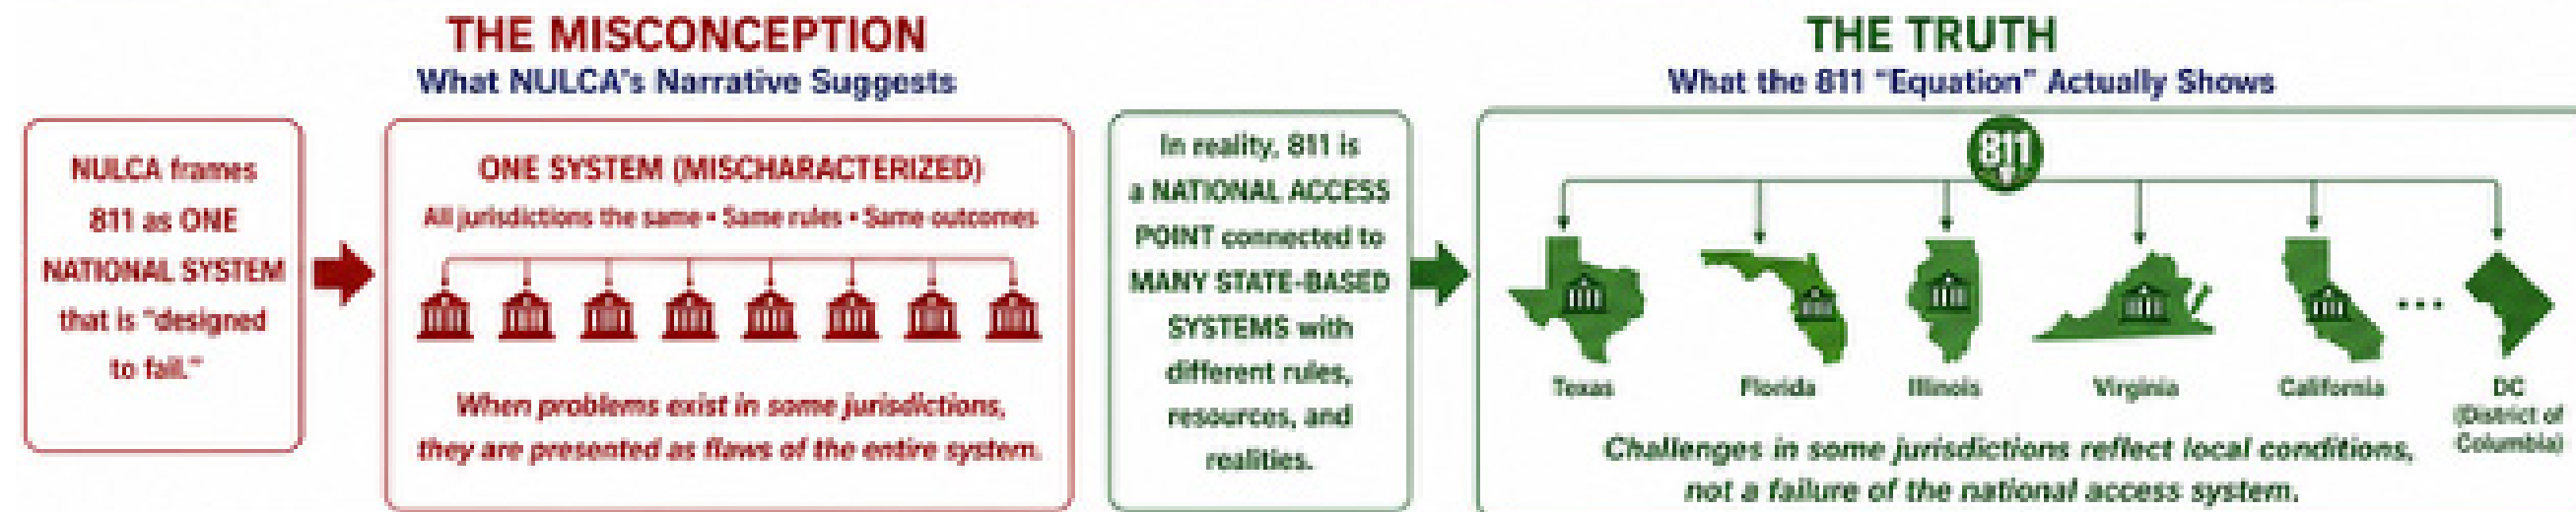 THE MISCONCEPTION
What NULCA's Narrative Suggests
NULCA frames
811 as ONE
NATIONAL SYSTEM
that is "designed
to fail."
ONE SYSTEM (MISCHARACTERIZED)
All jurisdictions the same • Same rules • Same outcomes
When problems exist in some jurisdictions,
they are presented as flaws of the entire system.
THE TRUTH
What the 811 "Equation" Actually Shows
In reality, 811 is
a NATIONAL ACCESS
POINT connected to
MANY STATE-BASED
SYSTEMS with
different rules,
resources, and
realities.
811
Texas
Florida
Illinois
Virginia
California
...
DC
(District of
Columbia)
Challenges in some jurisdictions reflect local conditions,
not a failure of the national access system.